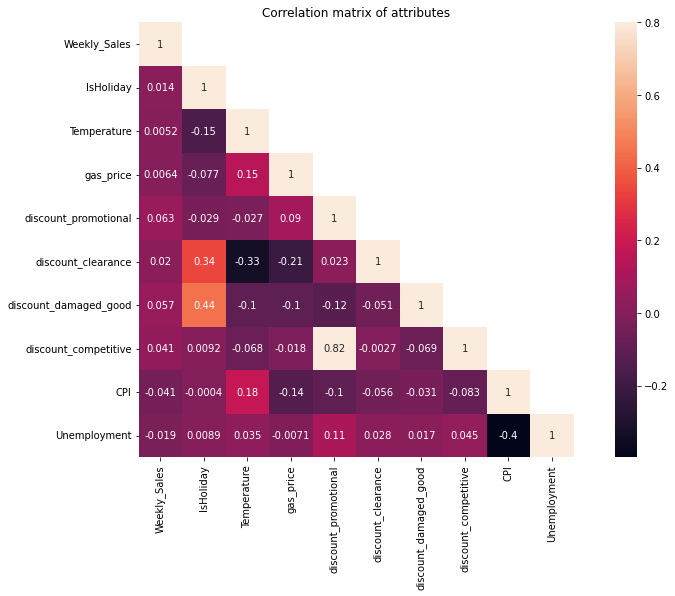 Correlation matrix of attributes
Weekly_Sales 1
IsHoliday 0.014 1
Temperature 0.0052 -0.15 1
gas_price 0.0064 -0.077 0.15 1
discount_promotional 0.063 -0.029 -0.027 0.09 1
discount_clearance 0.02 0.34 -0.33 -0.21 0.023 1
discount_damaged_good 0.057 0.44 -0.1 -0.1 -0.12 -0.051 1
discount_competitive 0.041 0.0092 -0.068 -0.018 0.82 -0.0027 -0.069 1
CPI -0.041 -0.0004 0.18 -0.14 -0.1 -0.056 -0.031 -0.083 1
Unemployment -0.019 0.0089 0.035 -0.0071 0.11 0.028 0.017 0.045 -0.4 1
Weekly_Sales
IsHoliday
Temperature
gas_price
discount_promotional
discount_clearance
discount_damaged_good
discount_competitive
CPI
Unemployment
0.8
0.6
0.4
0.2
0.0
−0.2